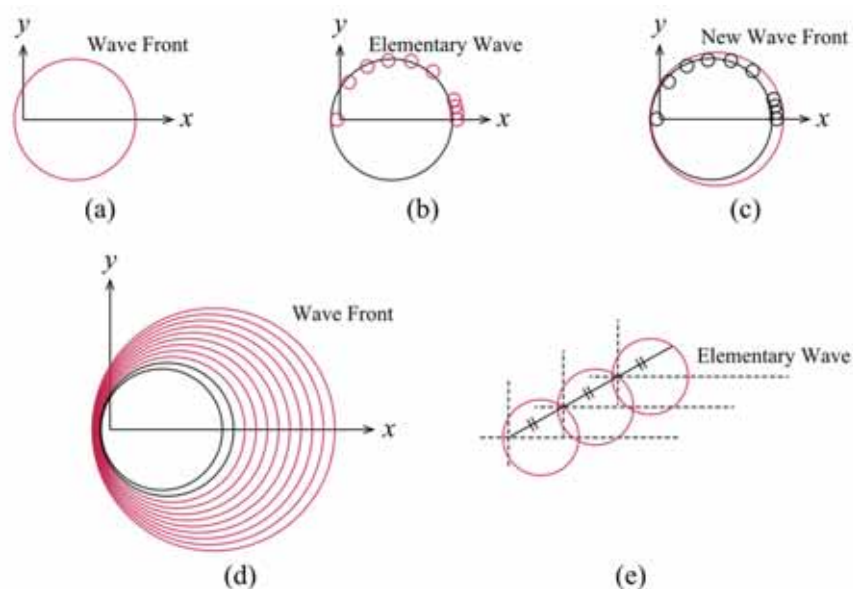 y
Wave Front
x
(a)
y
Elementary Wave
x
(b)
y
New Wave Front
x
(c)
y
Wave Front
x
(d)
Elementary Wave
(e)